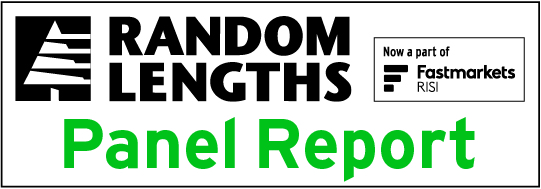 RANDOM
LENGTHS
Now a part of
Fastmarkets
RISI
Panel Report